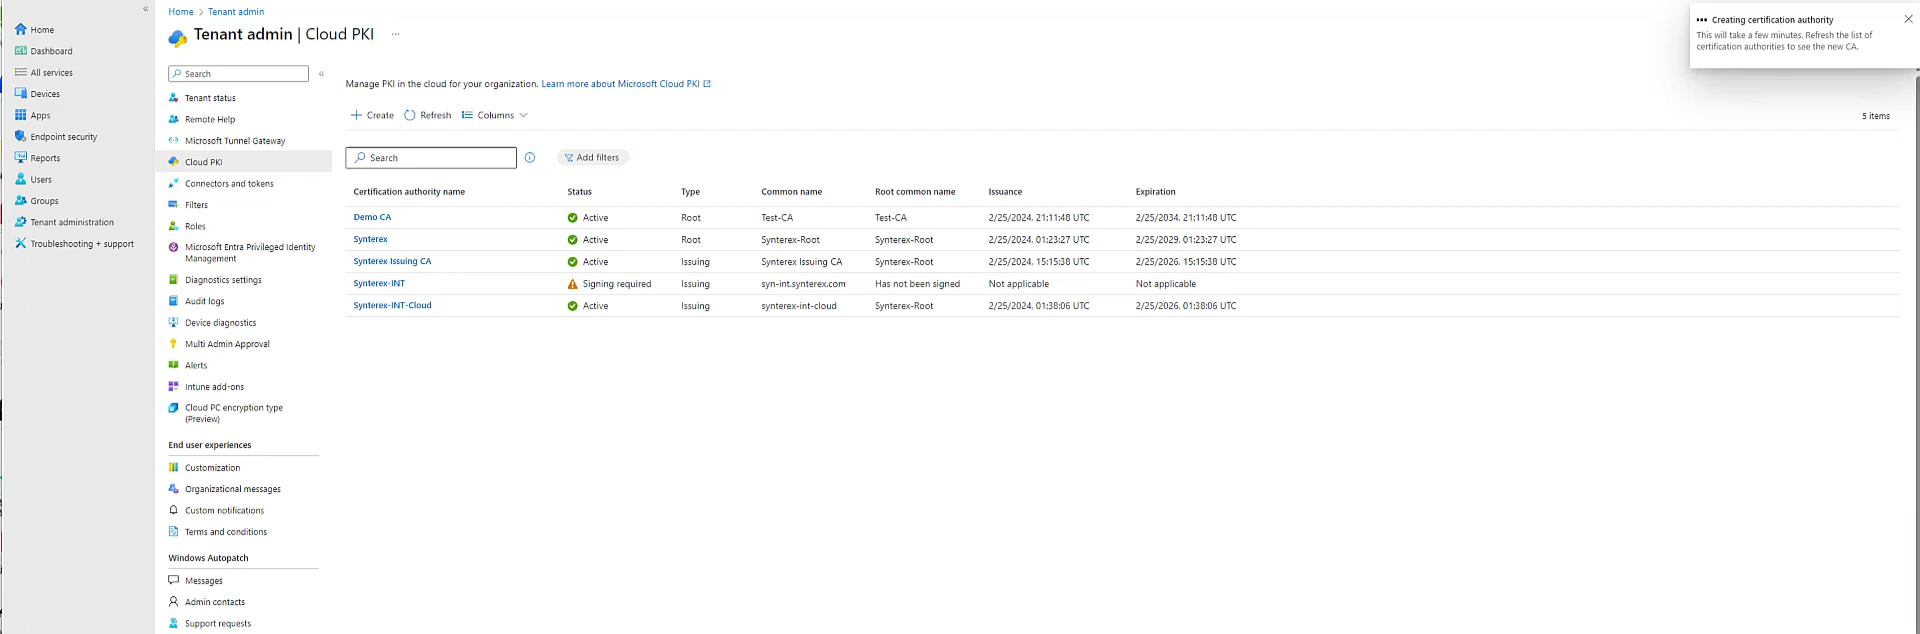 «
Home
Dashboard
All services
Devices
Apps
Endpoint security
Reports
Users
Groups
Tenant administration
Troubleshooting + support
Home > Tenant admin
Tenant admin | Cloud PKI ...
Search «
Tenant status
Remote Help
Microsoft Tunnel Gateway
Cloud PKI
Connectors and tokens
Filters
Roles
Microsoft Entra Privileged Identity
Management
Diagnostics settings
Audit logs
Device diagnostics
Multi Admin Approval
Alerts
Intune add-ons
Cloud PC encryption type
(Preview)
End user experiences
Customization
Organizational messages
Custom notifications
Terms and conditions
Windows Autopatch
Messages
Admin contacts
Support requests
Manage PKI in the cloud for your organization. Learn more about Microsoft Cloud PKI
Create Refresh Columns 5 items
Search Add filters
Certification authority name Status Type Common name Root common name Issuance Expiration
Demo CA Active Root Test-CA Test-CA 2/25/2024, 21:11:48 UTC 2/25/2034, 21:11:48 UTC
Synterex Active Root Synterex-Root Synterex-Root 2/25/2024, 01:23:27 UTC 2/25/2029, 01:23:27 UTC
Synterex Issuing CA Active Issuing Synterex Issuing CA Synterex-Root 2/25/2024, 15:15:38 UTC 2/25/2026, 15:15:38 UTC
Synterex-INT Signing required Issuing syn-int.synterex.com Has not been signed Not applicable Not applicable
Synterex-INT-Cloud Active Issuing synterex-int-cloud Synterex-Root 2/25/2024, 01:38:06 UTC 2/25/2026, 01:38:06 UTC
Creating certification authority
This will take a few minutes. Refresh the list of
certification authorities to see the new CA.